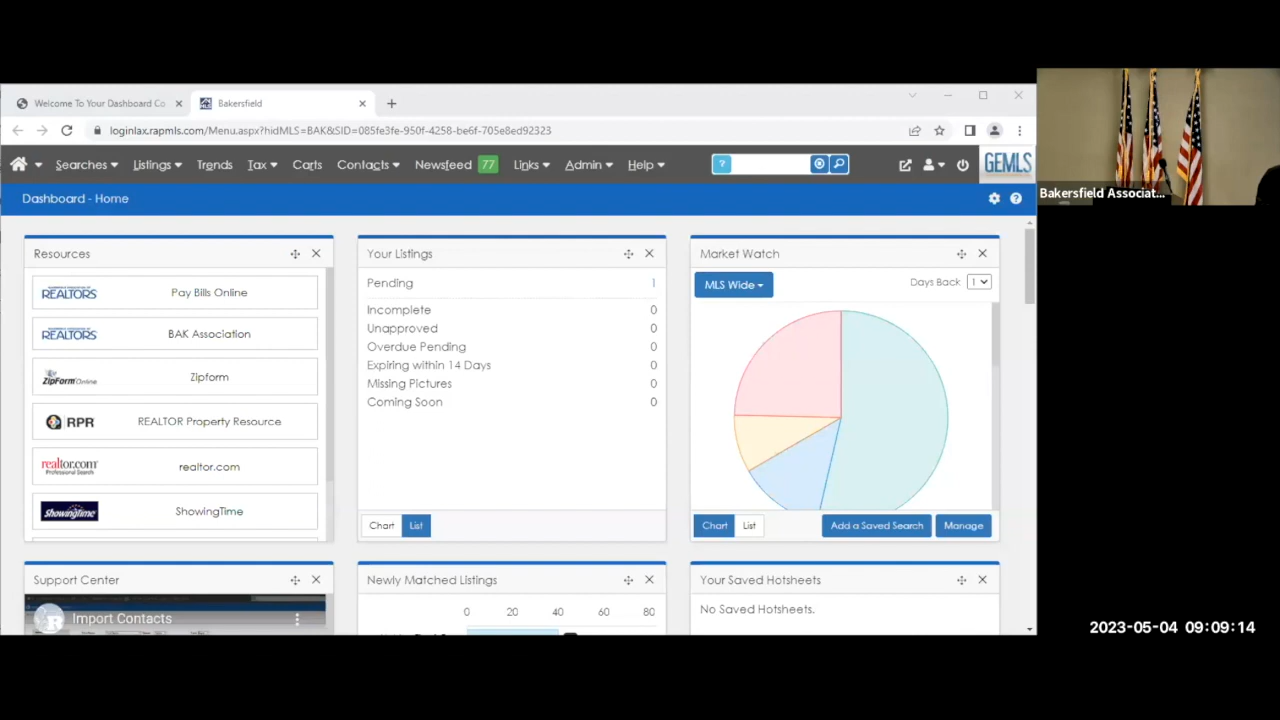 Welcome To Your Dashboard Co
Bakersfield
loginlax.rapmls.com/Menu.aspx?hidMLS=BAK&SID=085fe3fe-950f-4258-be6f-705e8ed92323
Searches Listings Trends Tax Carts Contacts Newsfeed 77 Links Admin Help ? GEMLS
Bakersfield Associat...
Dashboard - Home
Resources
REALTORS Pay Bills Online
REALTORS BAK Association
ZipForm Online Zipform
RPR REALTOR Property Resource
realtor.com Professional Search realtor.com
ShowingTime ShowingTime
Your Listings
Pending 1
Incomplete 0
Unapproved 0
Overdue Pending 0
Expiring within 14 Days 0
Missing Pictures 0
Coming Soon 0
Chart List
Market Watch
MLS Wide Days Back 1
Chart List Add a Saved Search Manage
Support Center
Import Contacts
Newly Matched Listings
0 20 40 60 80
Your Saved Hotsheets
No Saved Hotsheets.
2023-05-04 09:09:14